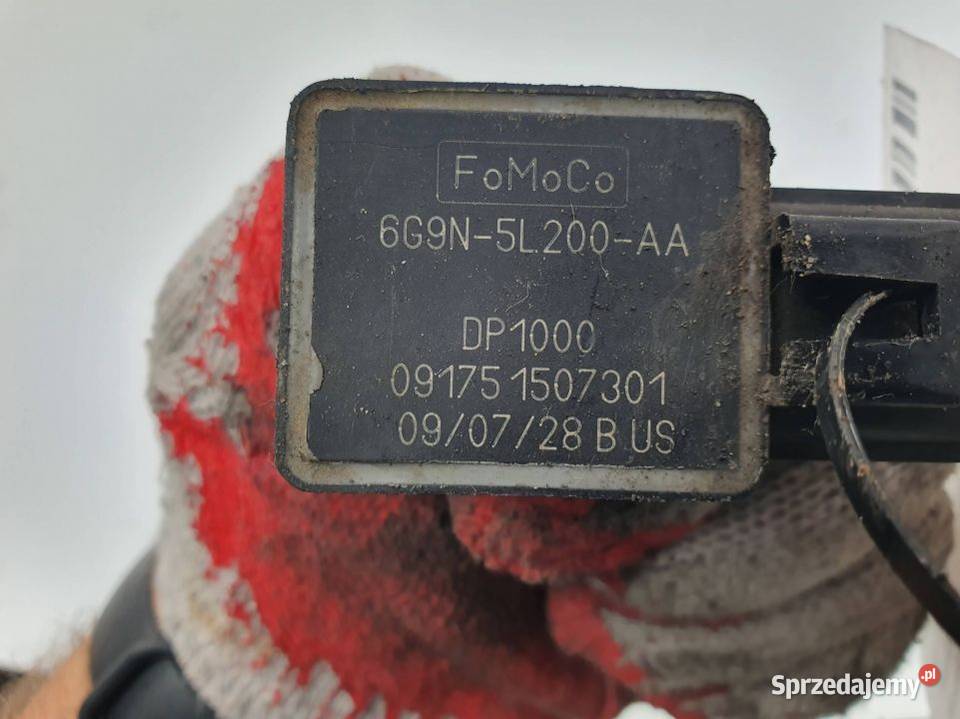 FoMoCo
6G9N-5L200-AA
DP1000
09175 1507301
09/07/28 B US
Sprzedajemy.pl